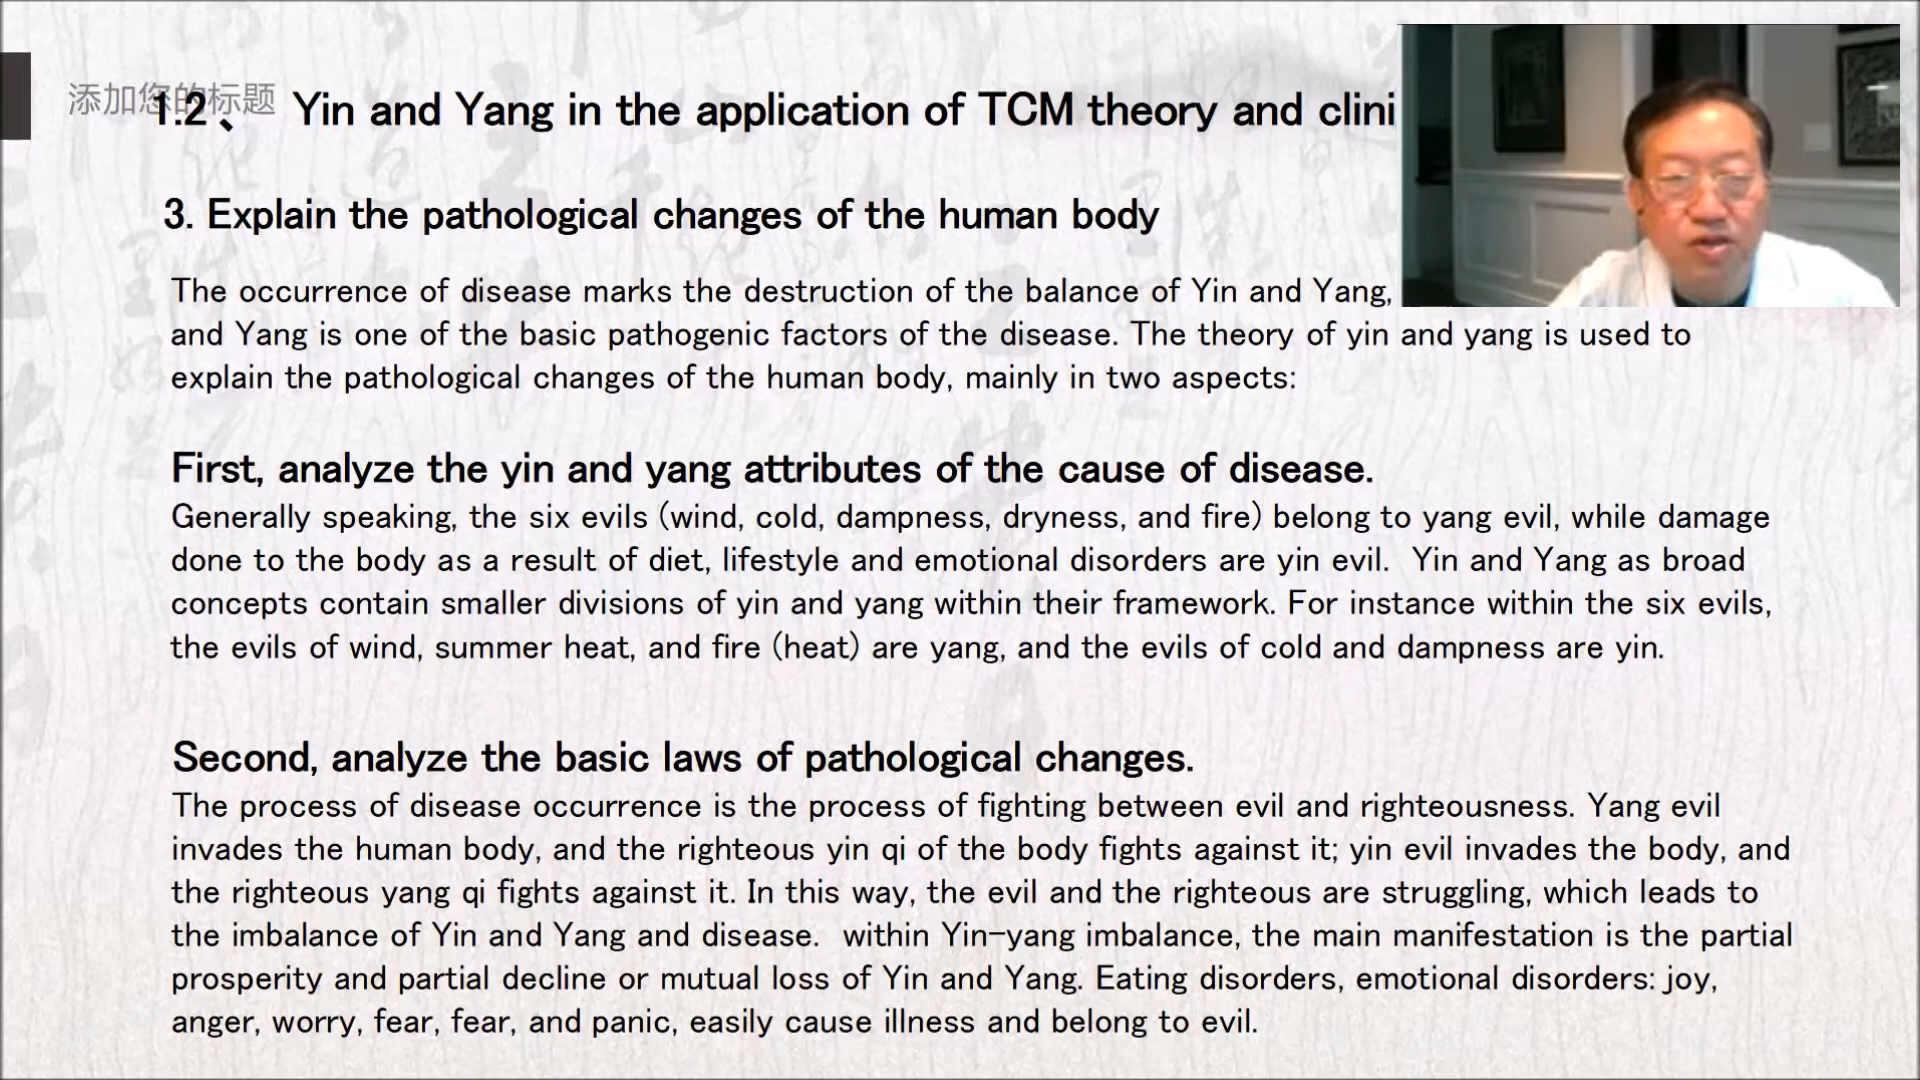 添加您的标题
1.2、 Yin and Yang in the application of TCM theory and clini
3. Explain the pathological changes of the human body
The occurrence of disease marks the destruction of the balance of Yin and Yang,
and Yang is one of the basic pathogenic factors of the disease. The theory of yin and yang is used to
explain the pathological changes of the human body, mainly in two aspects:
First, analyze the yin and yang attributes of the cause of disease.
Generally speaking, the six evils (wind, cold, dampness, dryness, and fire) belong to yang evil, while damage
done to the body as a result of diet, lifestyle and emotional disorders are yin evil.  Yin and Yang as broad
concepts contain smaller divisions of yin and yang within their framework. For instance within the six evils,
the evils of wind, summer heat, and fire (heat) are yang, and the evils of cold and dampness are yin.
Second, analyze the basic laws of pathological changes.
The process of disease occurrence is the process of fighting between evil and righteousness. Yang evil
invades the human body, and the righteous yin qi of the body fights against it; yin evil invades the body, and
the righteous yang qi fights against it. In this way, the evil and the righteous are struggling, which leads to
the imbalance of Yin and Yang and disease.  within Yin-yang imbalance, the main manifestation is the partial
prosperity and partial decline or mutual loss of Yin and Yang. Eating disorders, emotional disorders: joy,
anger, worry, fear, fear, and panic, easily cause illness and belong to evil.